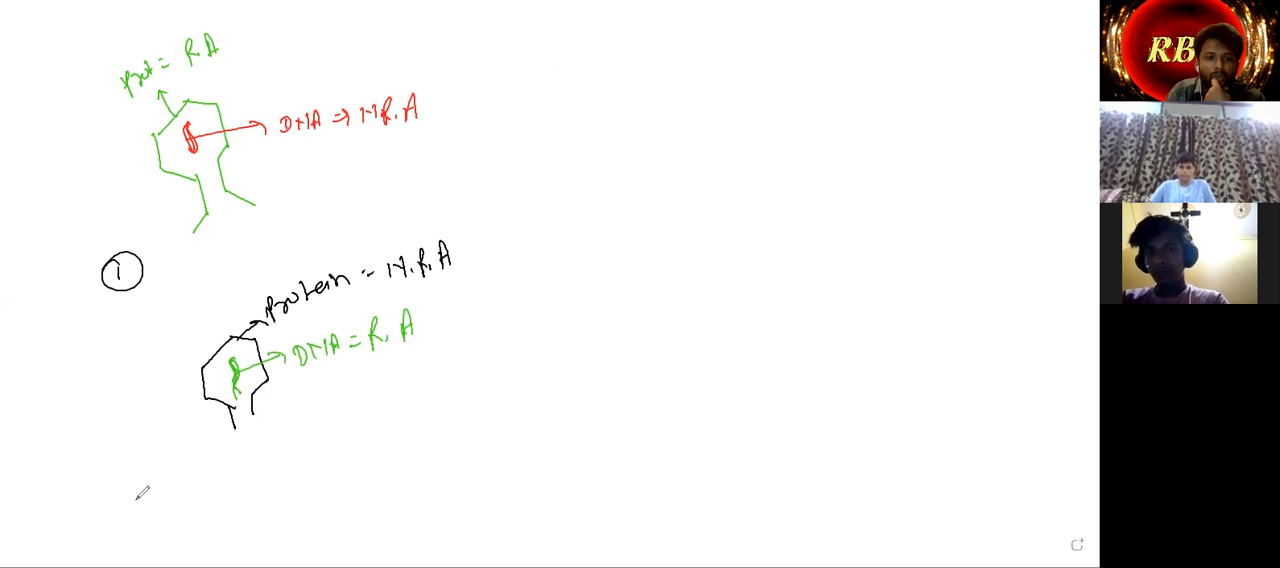 Prot = R A
DNA ⇒ N R. A
1
Protein = N. R. A
DNA = R. A
RB